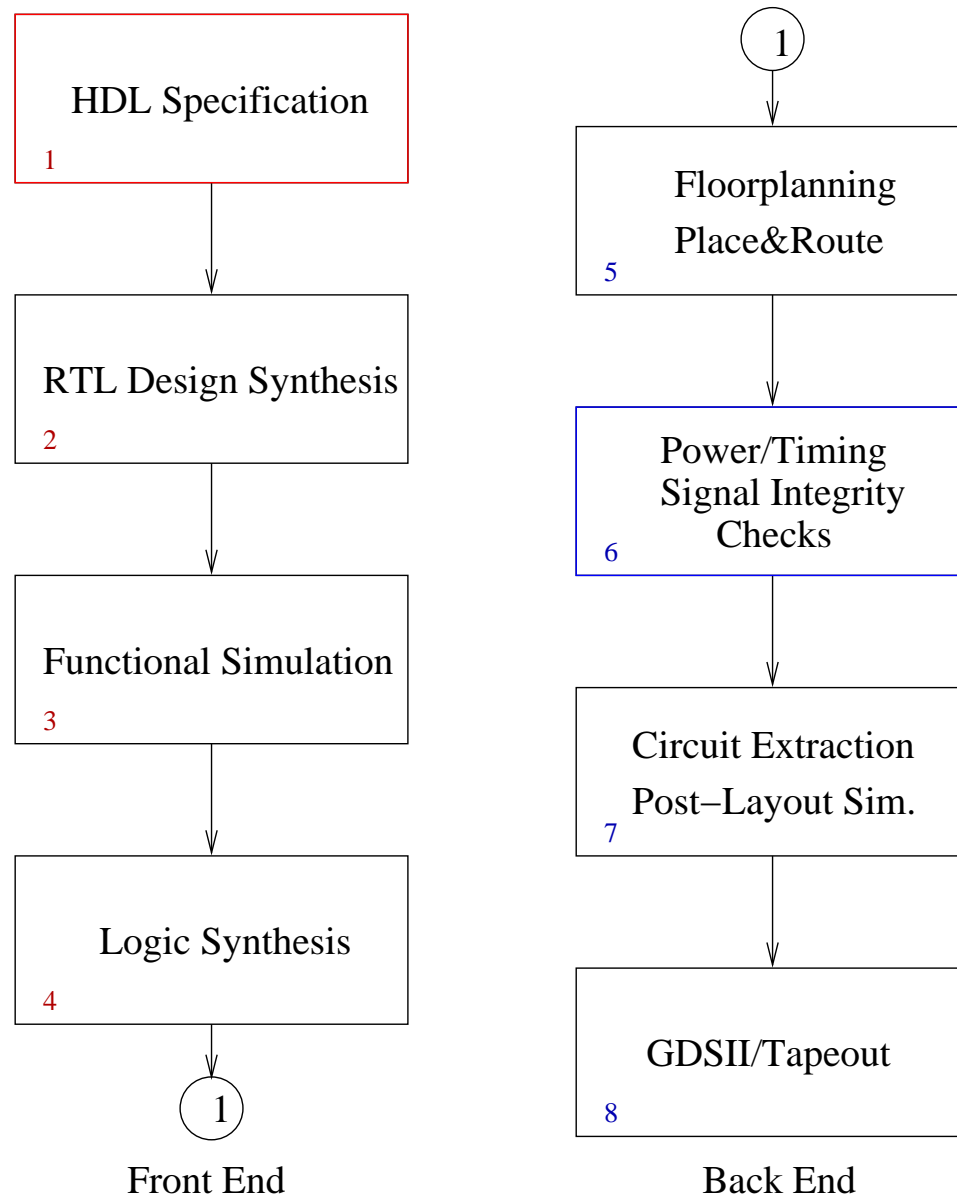 HDL Specification
1
RTL Design Synthesis
2
Functional Simulation
3
Logic Synthesis
4
1
Front End
1
Floorplanning
Place&Route
5
Power/Timing
Signal Integrity
Checks
6
Circuit Extraction
Post−Layout Sim.
7
GDSII/Tapeout
8
Back End